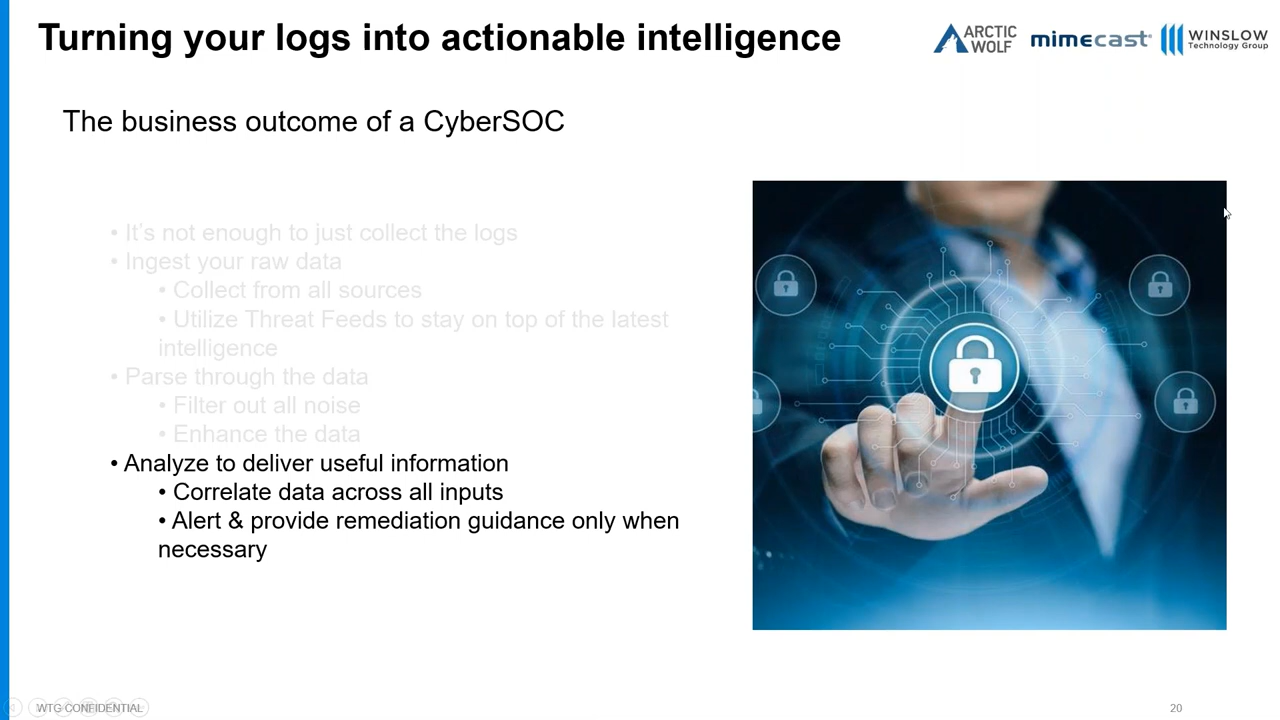 Turning your logs into actionable intelligence
ARCTIC
WOLF
mimecast
WINSLOW
Technology Group
The business outcome of a CyberSOC
• It's not enough to just collect the logs
• Ingest your raw data
• Collect from all sources
• Utilize Threat Feeds to stay on top of the latest
intelligence
• Parse through the data
• Filter out all noise
• Enhance the data
• Analyze to deliver useful information
• Correlate data across all inputs
• Alert & provide remediation guidance only when
necessary
WTG CONFIDENTIAL
20